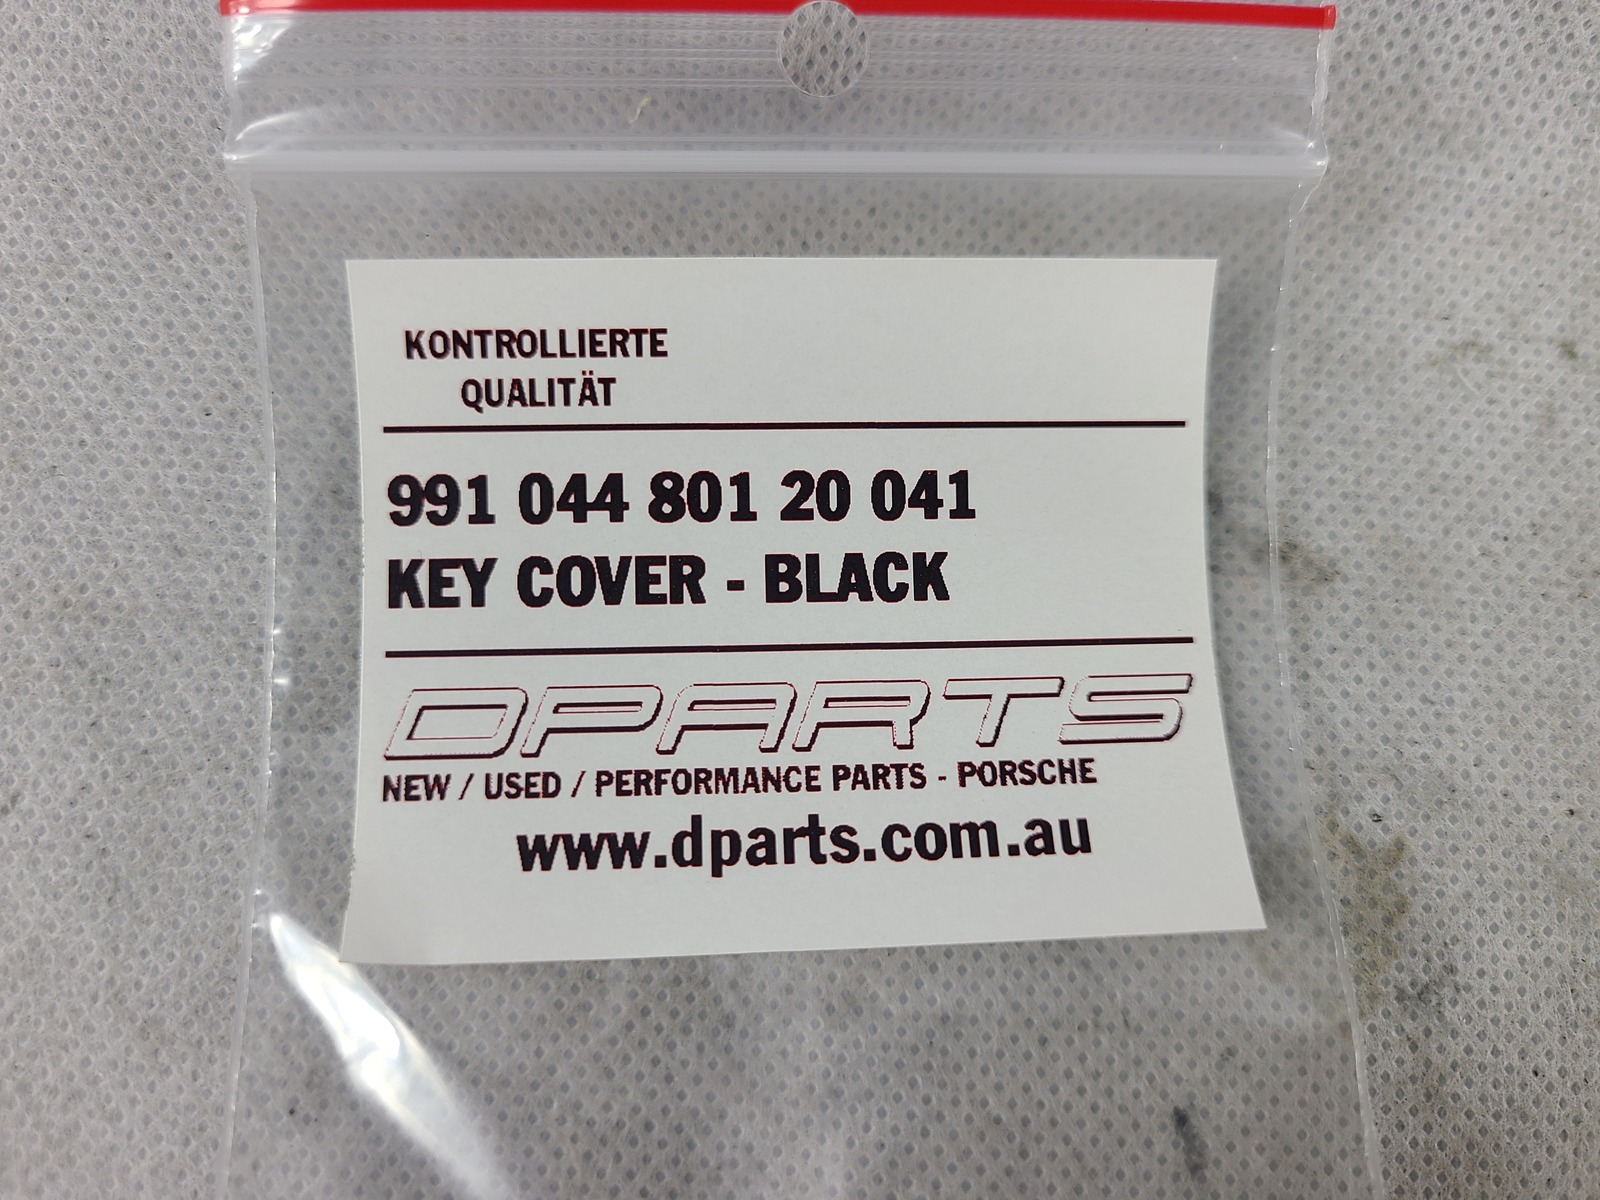 KONTROLLIERTE
QUALITÄT
991 044 801 20 041
KEY COVER - BLACK
DPARTS
NEW / USED / PERFORMANCE PARTS - PORSCHE
www.dparts.com.au